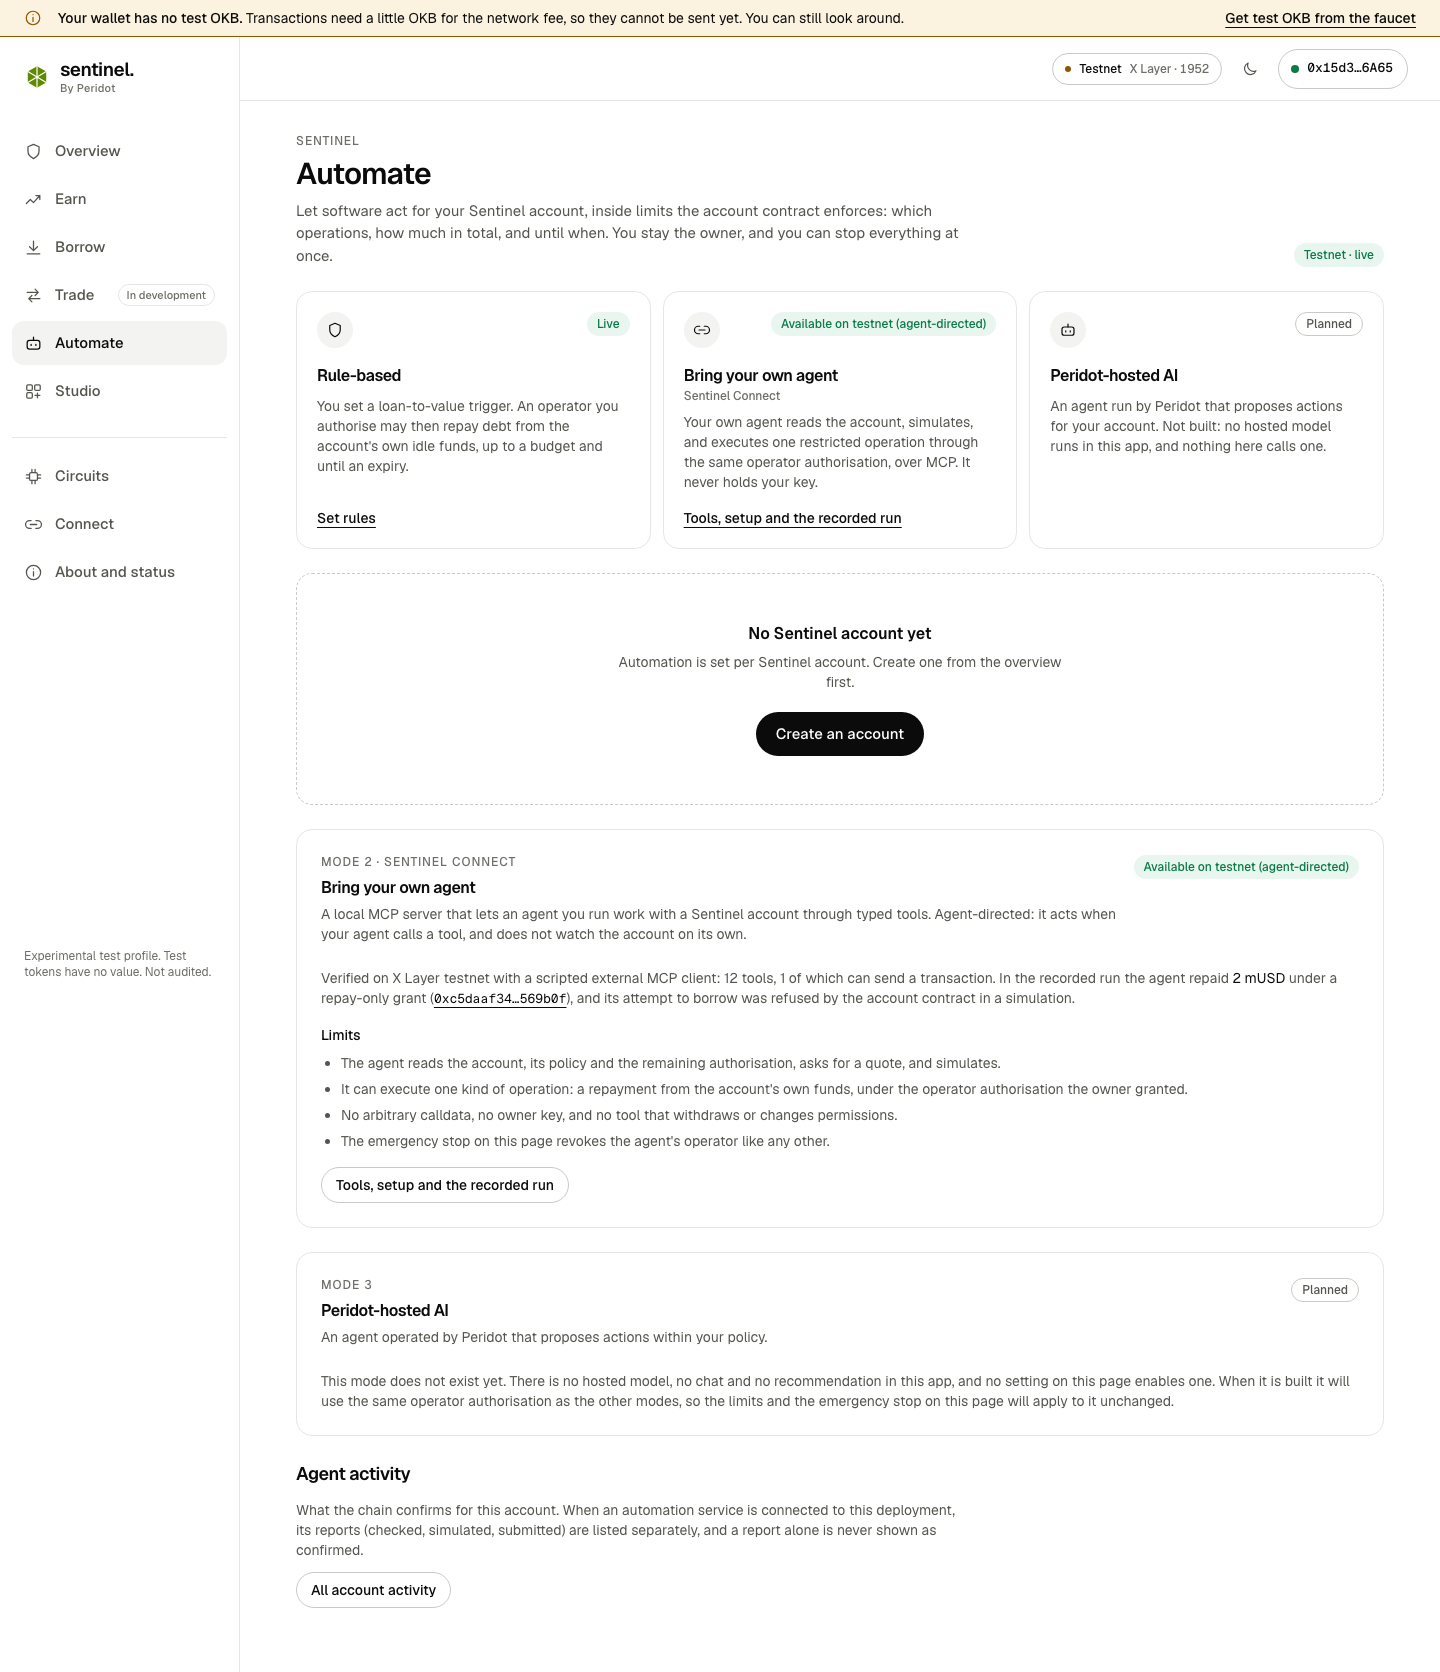 Your wallet has no test OKB. Transactions need a little OKB for the network fee, so they cannot be sent yet. You can still look around.
Get test OKB from the faucet
sentinel.
By Peridot
Testnet X Layer · 1952
0x15d3…6A65
Overview
Earn
Borrow
Trade
In development
Automate
Studio
Circuits
Connect
About and status
Experimental test profile. Test
tokens have no value. Not audited.
SENTINEL
Automate
Let software act for your Sentinel account, inside limits the account contract enforces: which
operations, how much in total, and until when. You stay the owner, and you can stop everything at
once.
Testnet · live
Live
Rule-based
You set a loan-to-value trigger. An operator you
authorise may then repay debt from the
account's own idle funds, up to a budget and
until an expiry.
Set rules
Available on testnet (agent-directed)
Bring your own agent
Sentinel Connect
Your own agent reads the account, simulates,
and executes one restricted operation through
the same operator authorisation, over MCP. It
never holds your key.
Tools, setup and the recorded run
Planned
Peridot-hosted AI
An agent run by Peridot that proposes actions
for your account. Not built: no hosted model
runs in this app, and nothing here calls one.
No Sentinel account yet
Automation is set per Sentinel account. Create one from the overview
first.
Create an account
MODE 2 · SENTINEL CONNECT
Bring your own agent
Available on testnet (agent-directed)
A local MCP server that lets an agent you run work with a Sentinel account through typed tools. Agent-directed: it acts when
your agent calls a tool, and does not watch the account on its own.
Verified on X Layer testnet with a scripted external MCP client: 12 tools, 1 of which can send a transaction. In the recorded run the agent repaid 2 mUSD under a
repay-only grant (0xc5daaf34…569b0f), and its attempt to borrow was refused by the account contract in a simulation.
Limits
The agent reads the account, its policy and the remaining authorisation, asks for a quote, and simulates.
It can execute one kind of operation: a repayment from the account's own funds, under the operator authorisation the owner granted.
No arbitrary calldata, no owner key, and no tool that withdraws or changes permissions.
The emergency stop on this page revokes the agent's operator like any other.
Tools, setup and the recorded run
MODE 3
Peridot-hosted AI
Planned
An agent operated by Peridot that proposes actions within your policy.
This mode does not exist yet. There is no hosted model, no chat and no recommendation in this app, and no setting on this page enables one. When it is built it will
use the same operator authorisation as the other modes, so the limits and the emergency stop on this page will apply to it unchanged.
Agent activity
What the chain confirms for this account. When an automation service is connected to this deployment,
its reports (checked, simulated, submitted) are listed separately, and a report alone is never shown as
confirmed.
All account activity